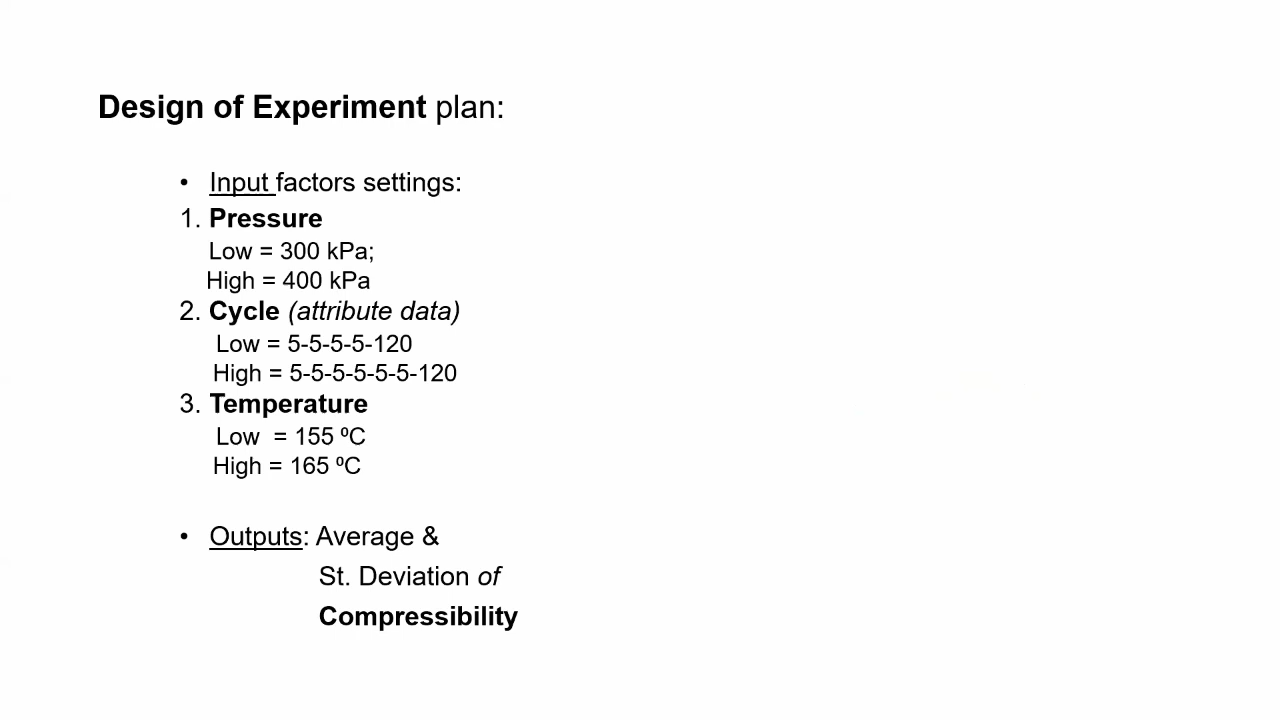 Design of Experiment plan:
• Input factors settings:
1. Pressure
Low = 300 kPa;
High = 400 kPa
2. Cycle (attribute data)
Low = 5-5-5-5-120
High = 5-5-5-5-5-5-120
3. Temperature
Low = 155 ⁰C
High = 165 ⁰C
• Outputs: Average &
St. Deviation of
Compressibility